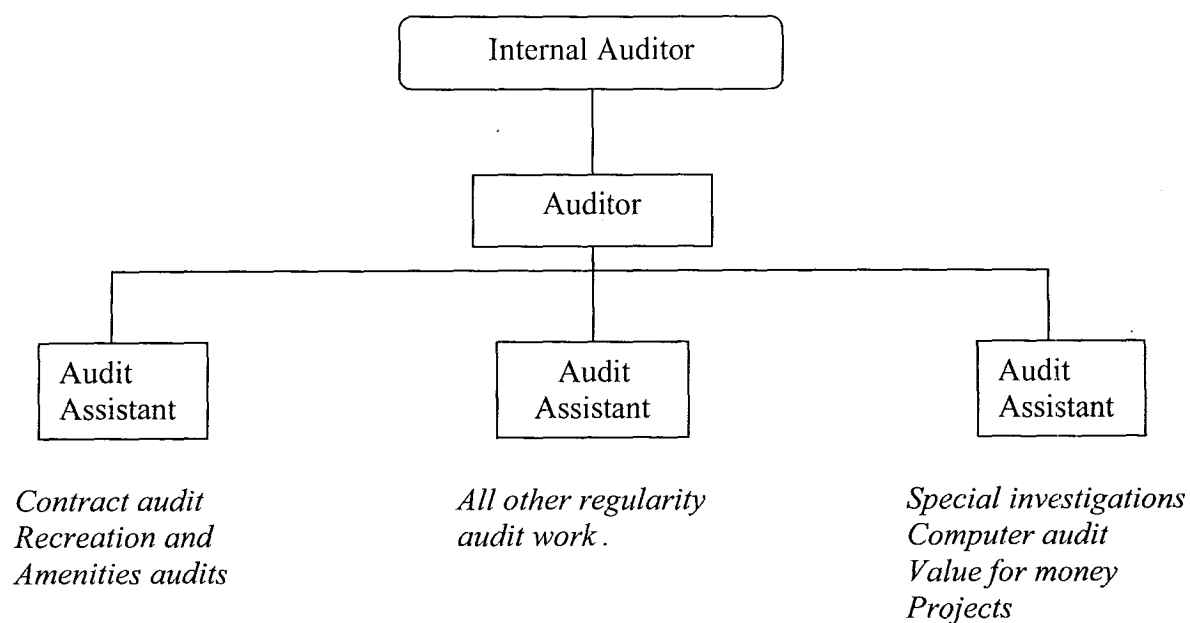 Internal Auditor
Auditor
Audit
Assistant
Audit
Assistant
Audit
Assistant
Contract audit
Recreation and
Amenities audits
All other regularity
audit work .
Special investigations
Computer audit
Value for money
Projects